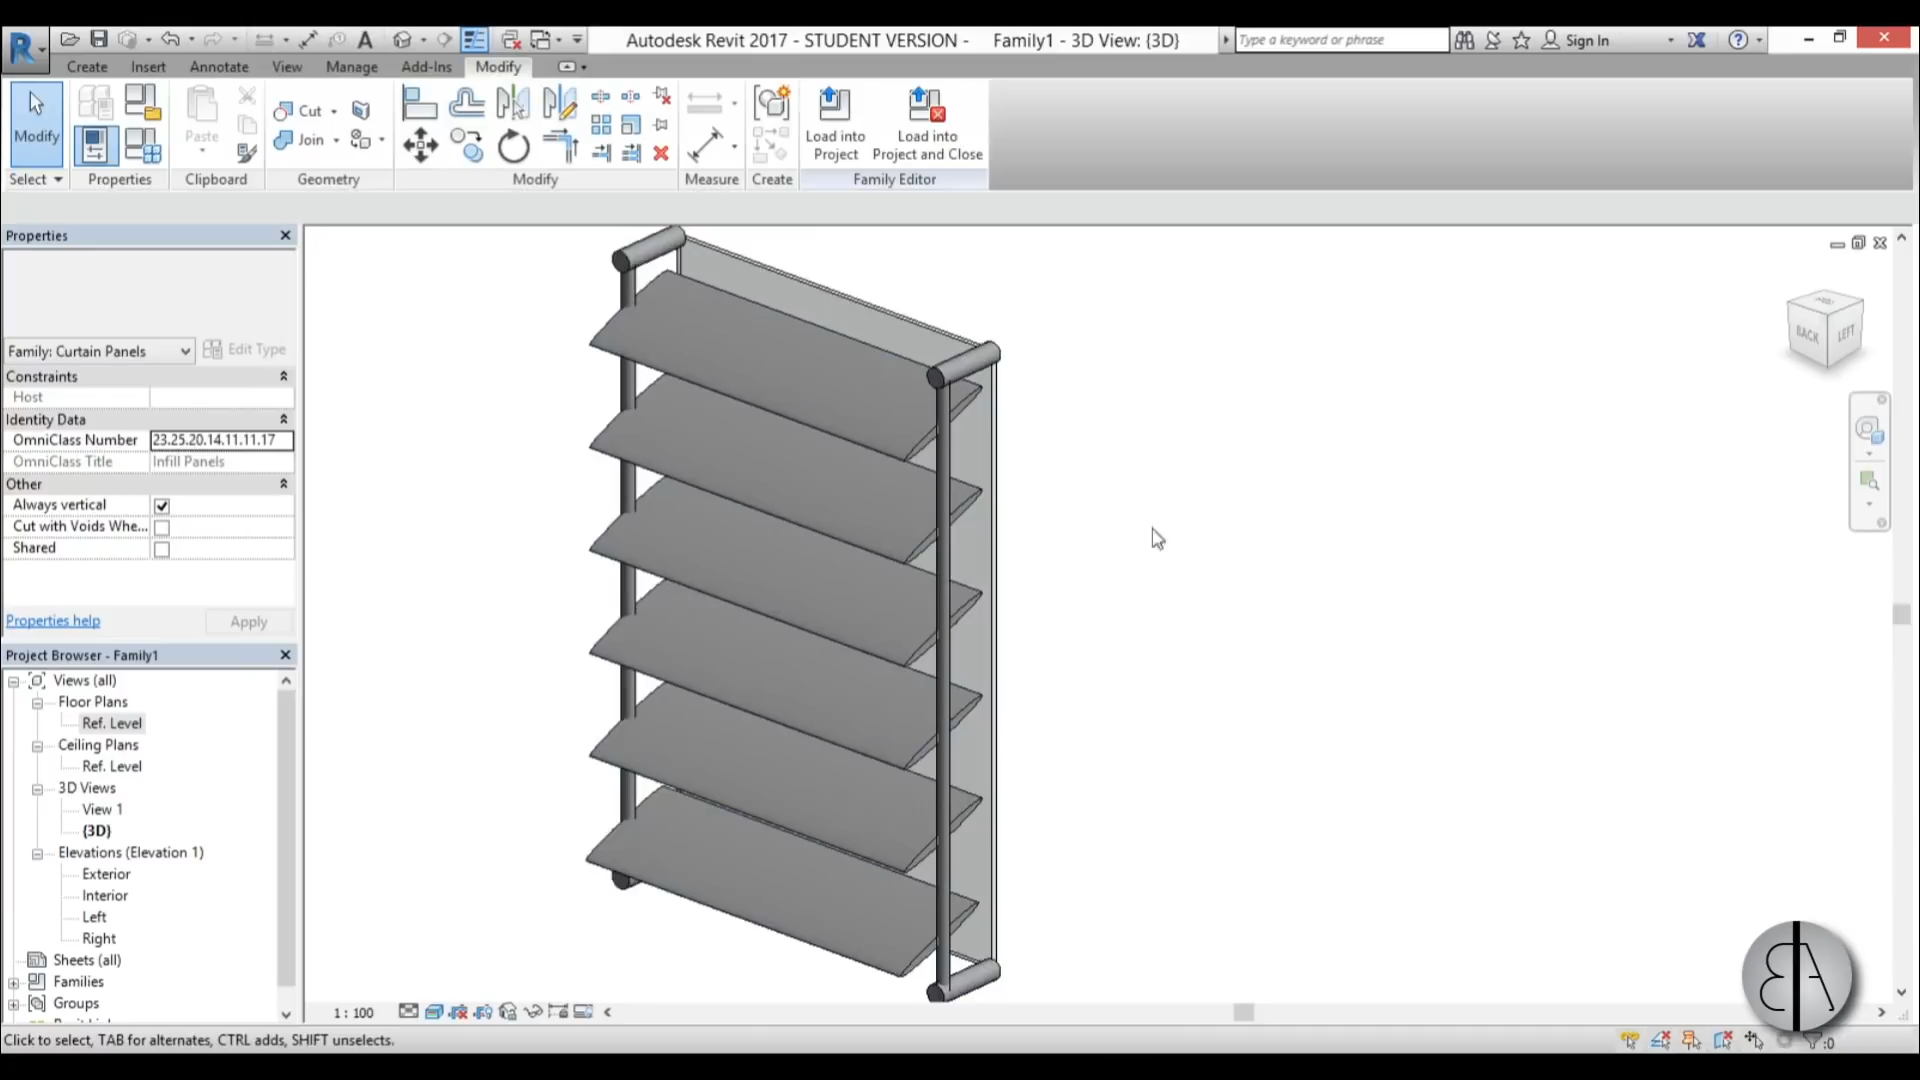 Autodesk Revit 2017 - STUDENT VERSION - Family1 - 3D View: {3D}
Type a keyword or phrase
Sign In
Create Insert Annotate View Manage Add-Ins Modify
Modify
Paste
Cut
Join
Load into Project
Load into Project and Close
Select Properties Clipboard Geometry Modify Measure Create Family Editor
Properties
Family: Curtain Panels Edit Type
Constraints
Host
Identity Data
OmniClass Number 23.25.20.14.11.11.17
OmniClass Title Infill Panels
Other
Always vertical
Cut with Voids Whe...
Shared
Properties help Apply
Project Browser - Family1
Views (all)
Floor Plans
Ref. Level
Ceiling Plans
Ref. Level
3D Views
View 1
{3D}
Elevations (Elevation 1)
Exterior
Interior
Left
Right
Sheets (all)
Families
Groups
BACK LEFT
1 : 100
Click to select, TAB for alternates, CTRL adds, SHIFT unselects.
:0
BA